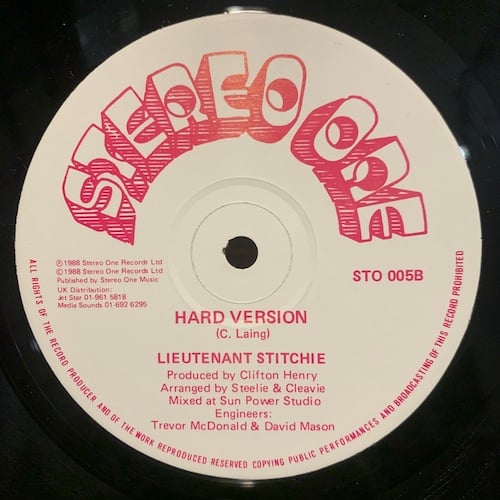 STEREO ONE
℗ 1988 Stereo One Records Ltd
© 1988 Stereo One Records Ltd
Published by Stereo One Music
UK Distribution:
Jet Star 01-961 5818
Media Sounds 01-692 6295
STO 005B
HARD VERSION
(C. Laing)
LIEUTENANT STITCHIE
Produced by Clifton Henry
Arranged by Steelie & Cleavie
Mixed at Sun Power Studio
Engineers:
Trevor McDonald & David Mason
ALL RIGHTS OF THE RECORD PRODUCER AND OF THE WORK REPRODUCED RESERVED COPYING PUBLIC PERFORMANCES AND BROADCASTING OF THIS RECORD PROHIBITED